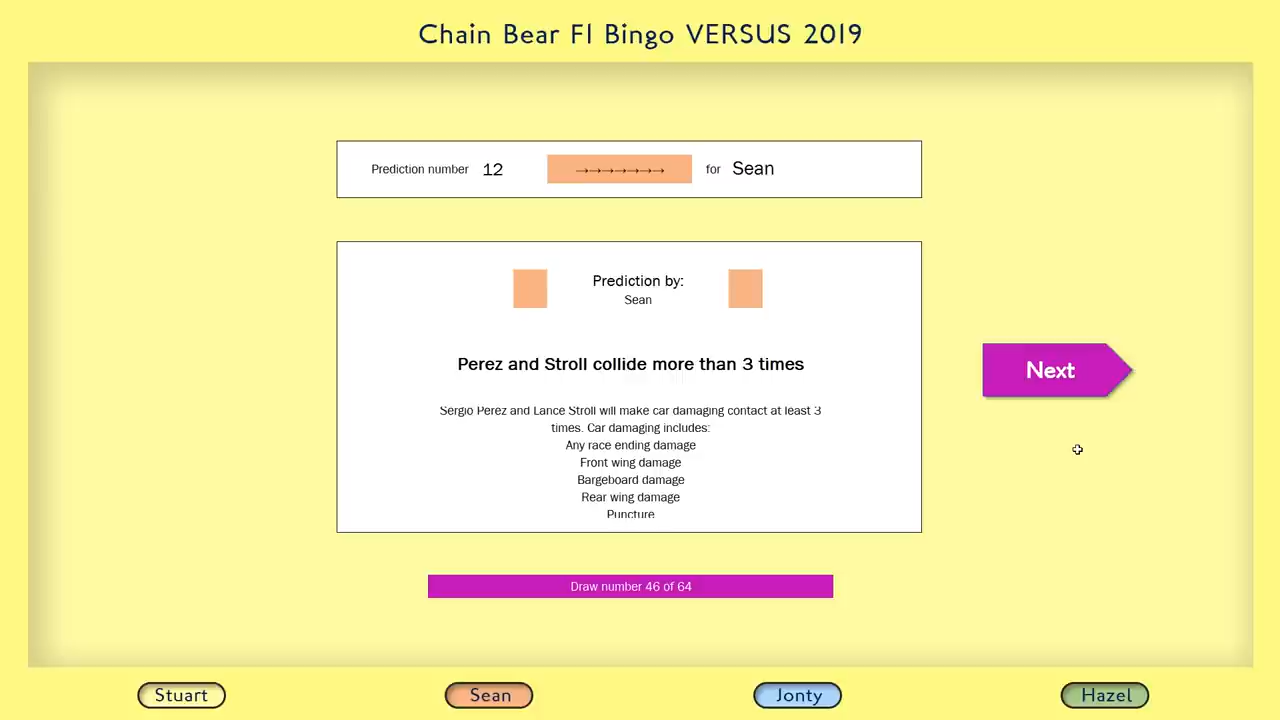 Chain Bear F1 Bingo VERSUS 2019
Prediction number 12 →→→→→→→ for Sean
Prediction by:
Sean
Perez and Stroll collide more than 3 times
Sergio Perez and Lance Stroll will make car damaging contact at least 3
times. Car damaging includes:
Any race ending damage
Front wing damage
Bargeboard damage
Rear wing damage
Puncture
Next
Draw number 46 of 64
Stuart Sean Jonty Hazel